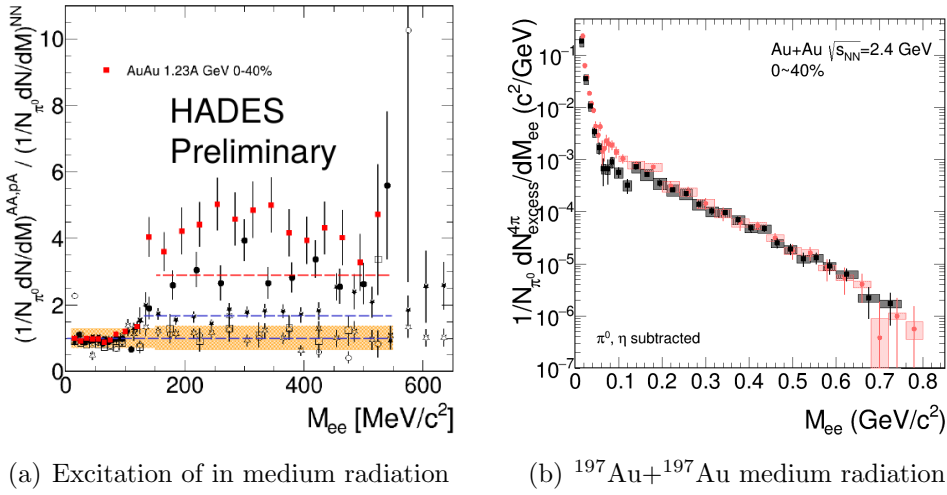 (1/N_π⁰ dN/dM)^AA,pA / (1/N_π⁰ dN/dM)^NN
10
8
6
4
2
0
AuAu 1.23A GeV 0-40%
HADES
Preliminary
0 200 400 600
M_ee [MeV/c²]
(a) Excitation of in medium radiation
1/N_π⁰ dN^4π_excess/dM_ee (c²/GeV)
10⁻¹
10⁻²
10⁻³
10⁻⁴
10⁻⁵
10⁻⁶
10⁻⁷
Au+Au √s_NN=2.4 GeV
0~40%
π⁰, η subtracted
0 0.1 0.2 0.3 0.4 0.5 0.6 0.7 0.8
M_ee (GeV/c²)
(b) ¹⁹⁷Au+¹⁹⁷Au medium radiation